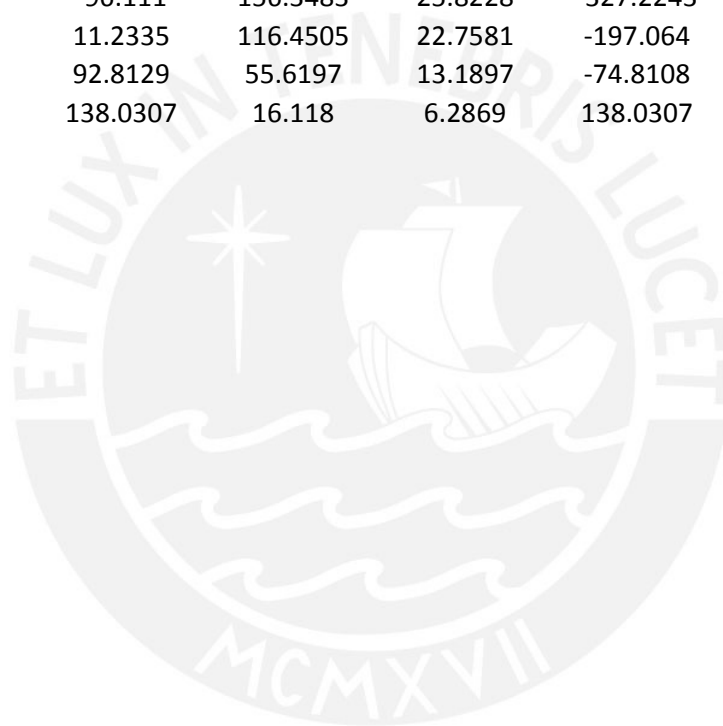 11.2335 116.4505 22.7581 -197.064
92.8129 55.6197 13.1897 -74.8108
138.0307 16.118 6.2869 138.0307
ET LUX IN TENEBRIS LUCET
MCMXVII